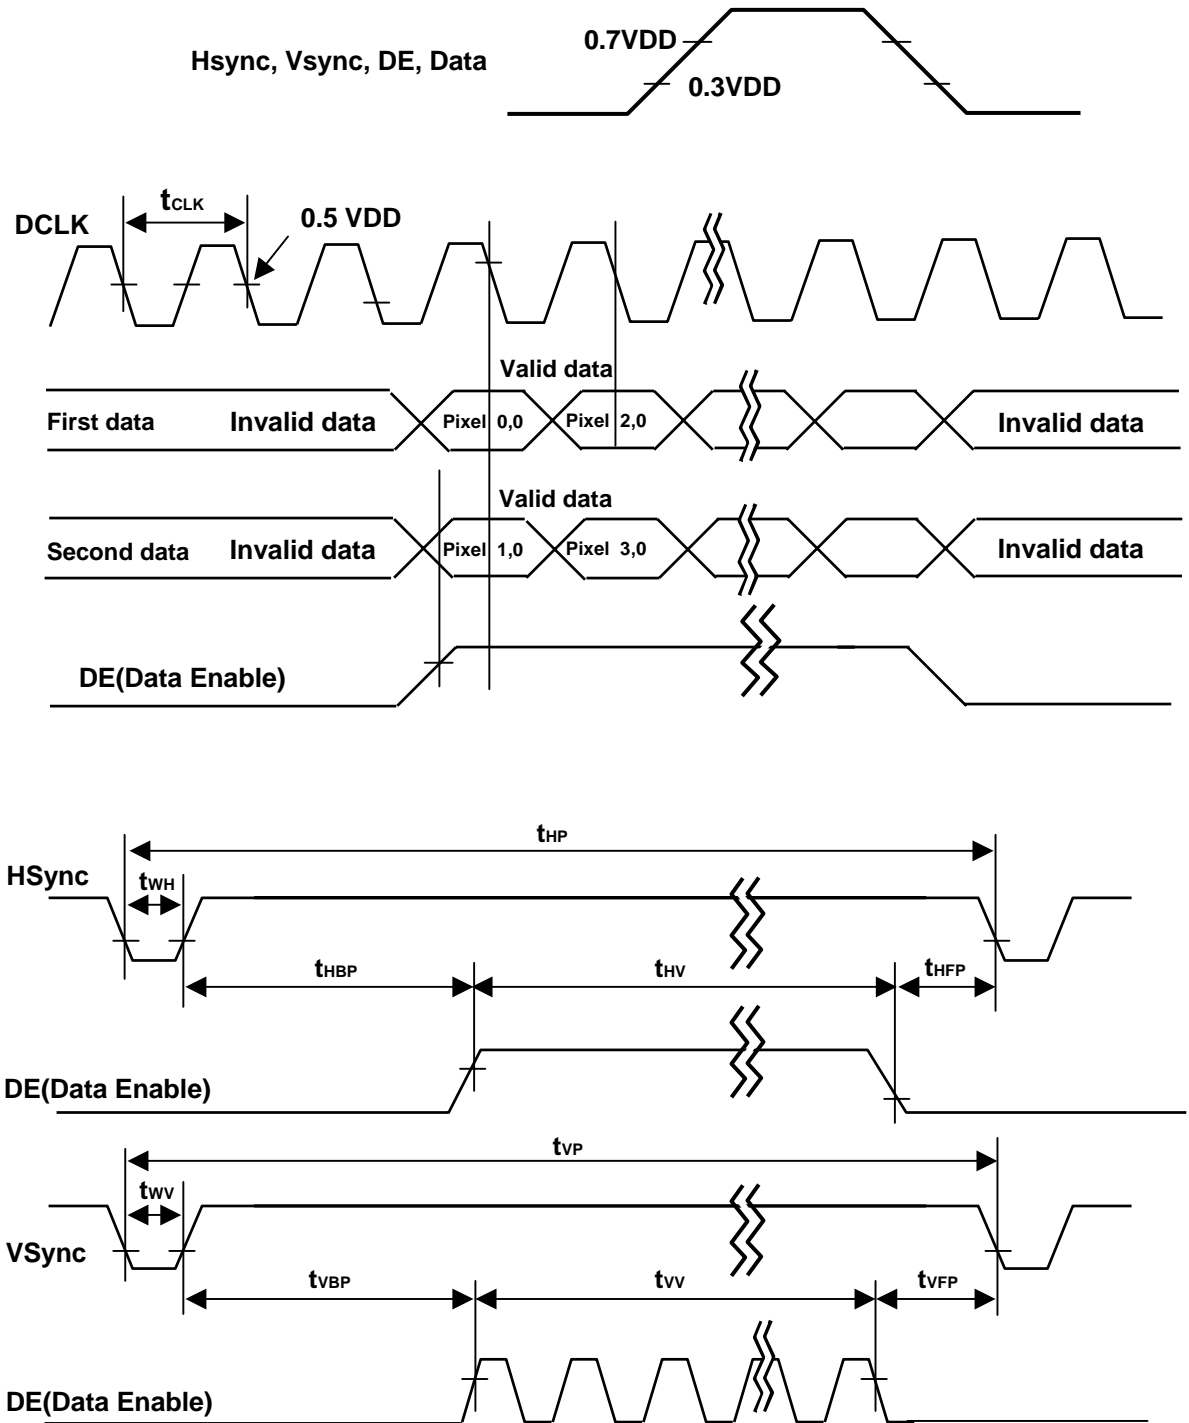 0.7VDD
Hsync, Vsync, DE, Data
0.3VDD
tCLK
DCLK
0.5 VDD
Valid data
First data Invalid data Pixel 0,0 Pixel 2,0 Invalid data
Valid data
Second data Invalid data Pixel 1,0 Pixel 3,0 Invalid data
DE(Data Enable)
tHP
HSync
tWH
tHBP tHV tHFP
DE(Data Enable)
tVP
tWV
VSync
tVBP tVV tVFP
DE(Data Enable)